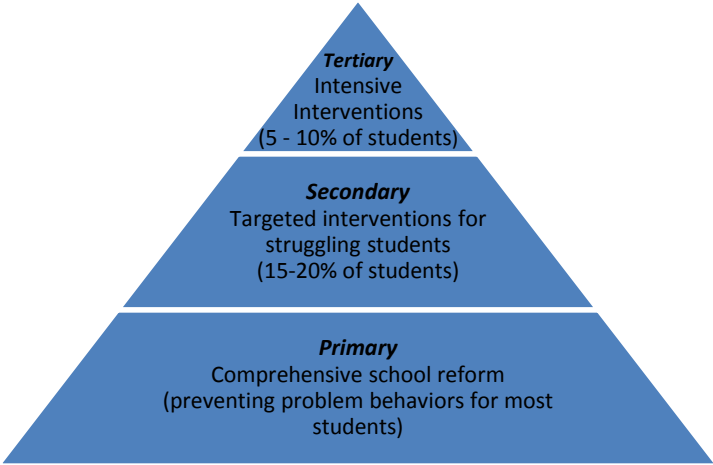 Tertiary
Intensive
Interventions
(5 - 10% of students)
Secondary
Targeted interventions for
struggling students
(15-20% of students)
Primary
Comprehensive school reform
(preventing problem behaviors for most
students)